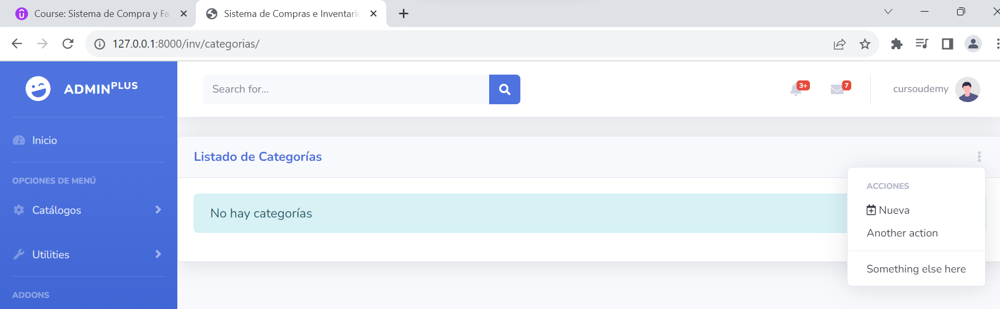 Course: Sistema de Compra y Fa
Sistema de Compras e Inventario
127.0.0.1:8000/inv/categorias/
ADMINPLUS
Search for...
3+
7
cursoudemy
Inicio
OPCIONES DE MENÚ
Catálogos
Utilities
ADDONS
Listado de Categorías
No hay categorías
ACCIONES
Nueva
Another action
Something else here